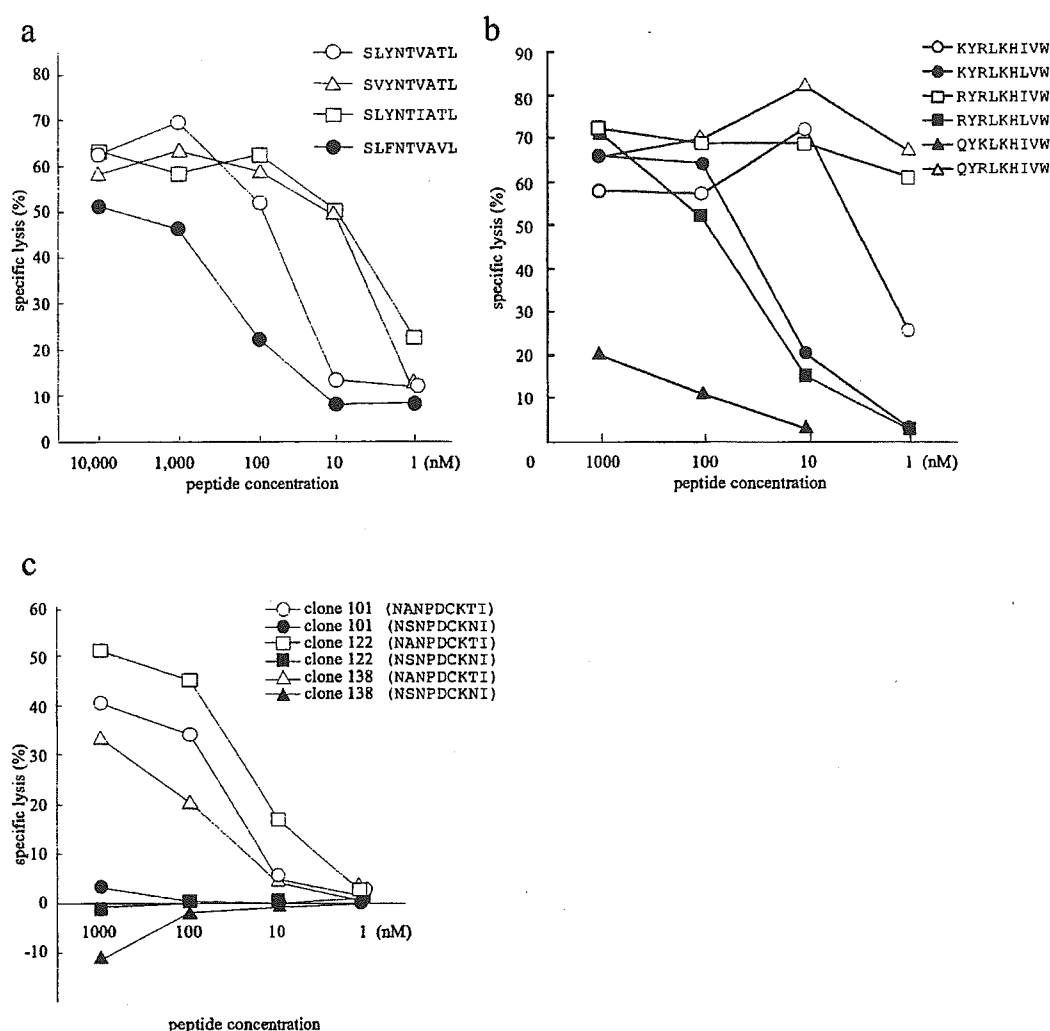 a
SLYNTVATL
SVYNTVATL
SLYNTIATL
SLFNTVAVL
80
70
60
50
40
30
20
10
0
specific lysis (%)
10,000 1,000 100 10 1 (nM)
peptide concentration
b
KYRLKHIVW
KYRLKHLVW
RYRLKHIVW
RYRLKHLVW
QYKLKHIVW
QYRLKHIVW
90
80
70
60
50
40
30
20
10
0
specific lysis (%)
1000 100 10 1 (nM)
peptide concentration
c
clone 101 (NANPDCKTI)
clone 101 (NSNPDCKNI)
clone 122 (NANPDCKTI)
clone 122 (NSNPDCKNI)
clone 138 (NANPDCKTI)
clone 138 (NSNPDCKNI)
60
50
40
30
20
10
0
-10
specific lysis (%)
1000 100 10 1 (nM)
peptide concentration